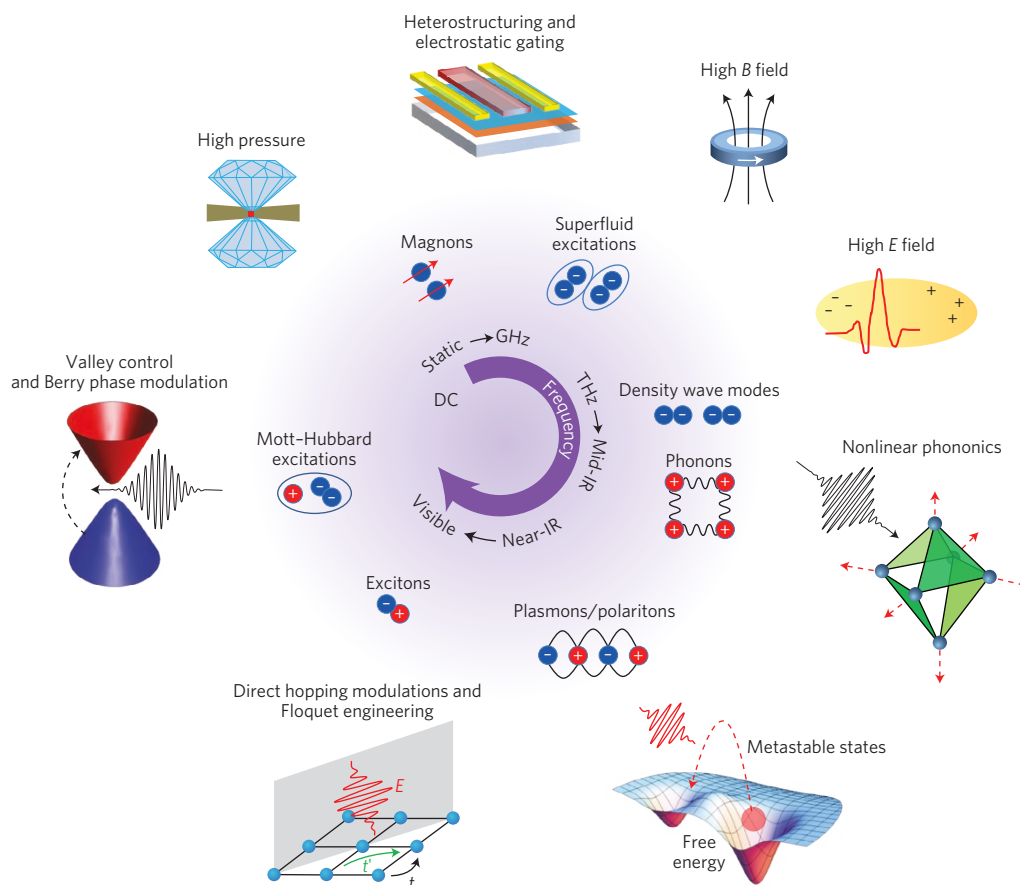 Heterostructuring and
electrostatic gating
High B field
High pressure
Superfluid
excitations
Magnons
High E field
− − −
+ + + +
− − − −
Static → GHz
Valley control
and Berry phase modulation
THz → Mid-IR
Frequency
DC
Density wave modes
− − − −
Mott–Hubbard
excitations
Phonons
Nonlinear phononics
+ +
+ − −
+ +
Visible ← Near-IR
Excitons
− +
Plasmons/polaritons
− + − +
Direct hopping modulations and
Floquet engineering
Metastable states
E
Free
energy
t'
t